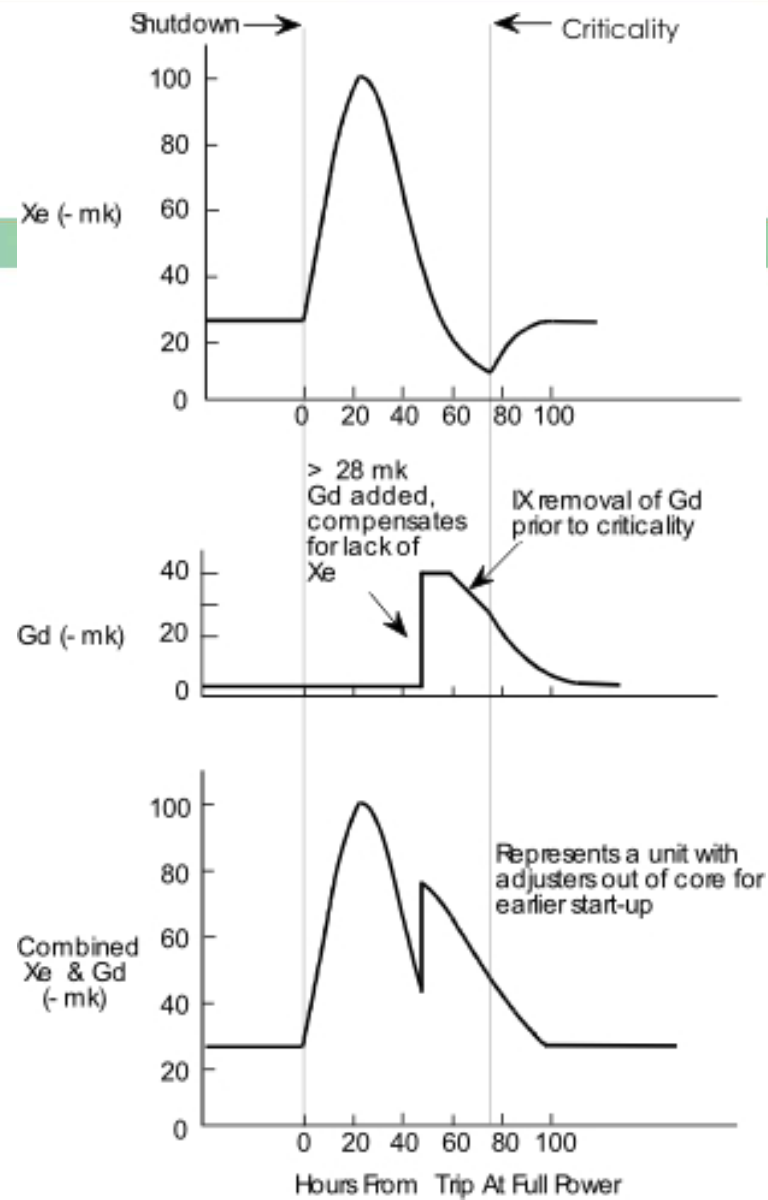 Shutdown
Criticality
100
80
60
Xe (- mk)
40
20
0
0 20 40 60 80 100
> 28 mk
Gd added,
compensates
for lack of
Xe
IX removal of Gd
prior to criticality
40
20
Gd (- mk)
0
100
80
60
40
20
0
Represents a unit with
adjusters out of core for
earlier start-up
Combined
Xe & Gd
(- mk)
0 20 40 60 80 100
Hours From Trip At Full Power